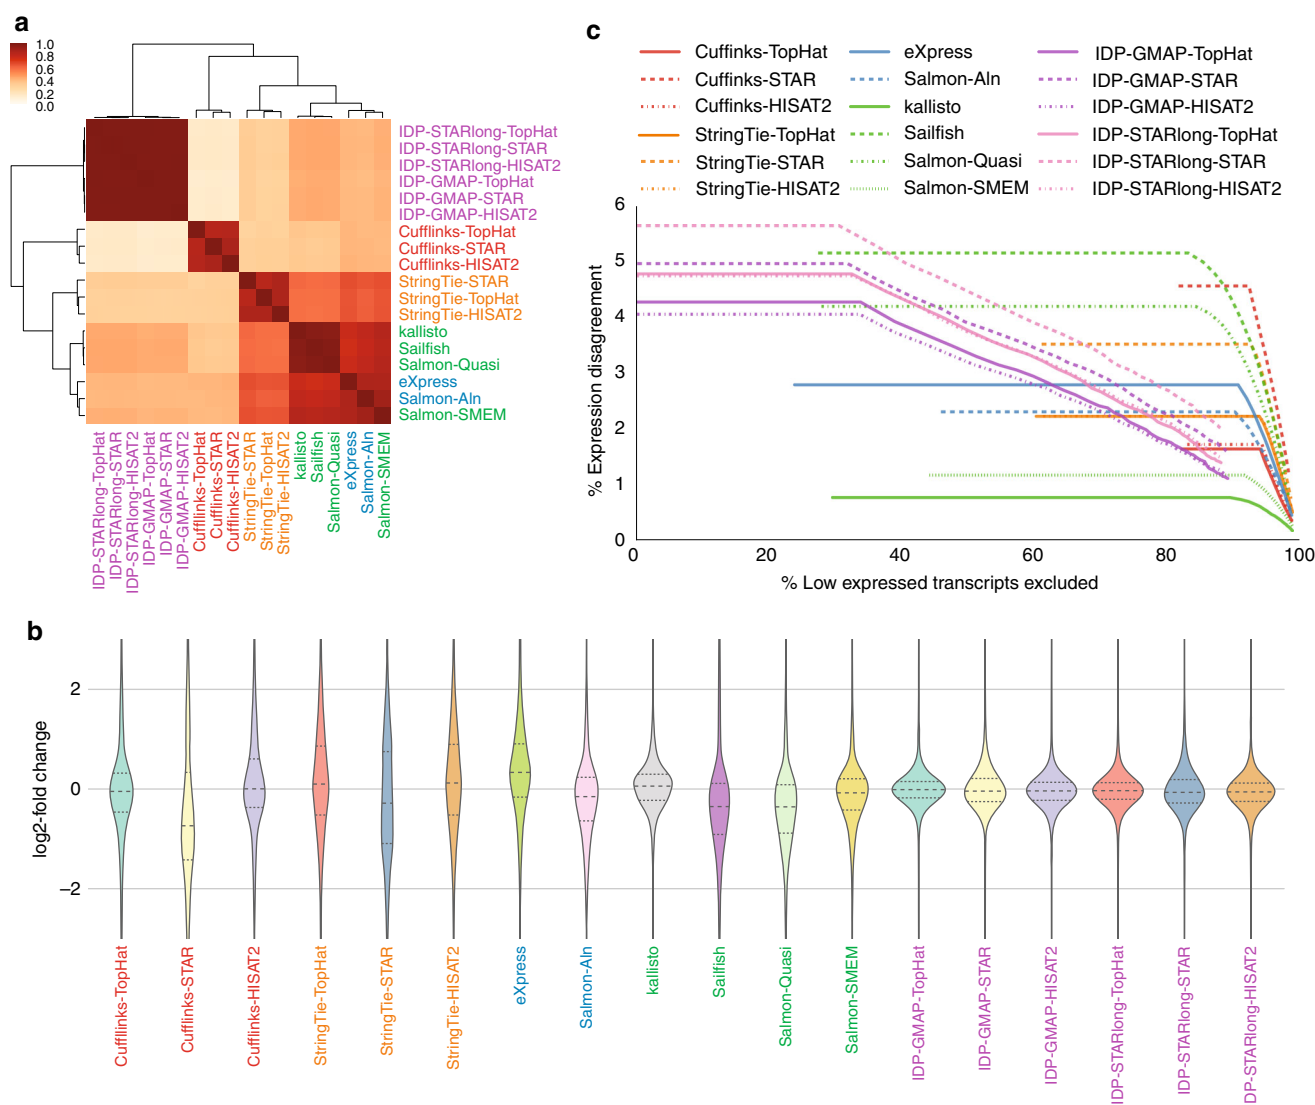 a
1.0
0.8
0.6
0.4
0.2
0.0
IDP-STARlong-TopHat
IDP-STARlong-STAR
IDP-STARlong-HISAT2
IDP-GMAP-TopHat
IDP-GMAP-STAR
IDP-GMAP-HISAT2
Cufflinks-TopHat
Cufflinks-STAR
Cufflinks-HISAT2
StringTie-STAR
StringTie-TopHat
StringTie-HISAT2
kallisto
Sailfish
Salmon-Quasi
eXpress
Salmon-Aln
Salmon-SMEM
IDP-STARlong-TopHat
IDP-STARlong-STAR
IDP-STARlong-HISAT2
IDP-GMAP-TopHat
IDP-GMAP-STAR
IDP-GMAP-HISAT2
Cufflinks-TopHat
Cufflinks-STAR
Cufflinks-HISAT2
StringTie-STAR
StringTie-TopHat
StringTie-HISAT2
kallisto
Sailfish
Salmon-Quasi
eXpress
Salmon-Aln
Salmon-SMEM
c
Cuffinks-TopHat
Cuffinks-STAR
Cuffinks-HISAT2
StringTie-TopHat
StringTie-STAR
StringTie-HISAT2
eXpress
Salmon-Aln
kallisto
Sailfish
Salmon-Quasi
Salmon-SMEM
IDP-GMAP-TopHat
IDP-GMAP-STAR
IDP-GMAP-HISAT2
IDP-STARlong-TopHat
IDP-STARlong-STAR
IDP-STARlong-HISAT2
% Expression disagreement
6
5
4
3
2
1
0
0
20
40
60
80
100
% Low expressed transcripts excluded
b
log2-fold change
2
0
−2
Cuffllinks-TopHat
Cufflinks-STAR
Cufflinks-HISAT2
StringTie-TopHat
StringTie-STAR
StringTie-HISAT2
eXpress
Salmon-Aln
kallisto
Sailfish
Salmon-Quasi
Salmon-SMEM
IDP-GMAP-TopHat
IDP-GMAP-STAR
IDP-GMAP-HISAT2
IDP-STARlong-TopHat
IDP-STARlong-STAR
DP-STARlong-HISAT2